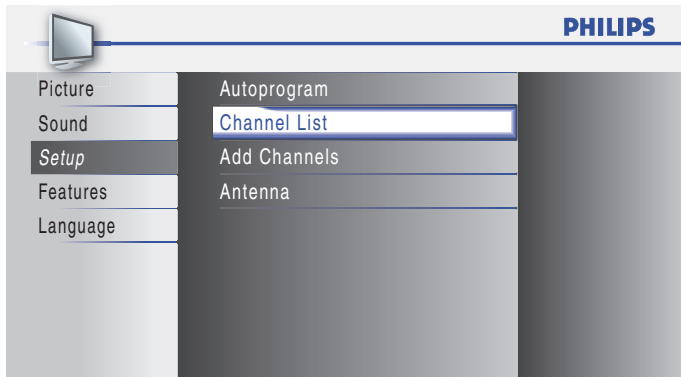 PHILIPS
Picture
Sound
Setup
Features
Language
Autoprogram
Channel List
Add Channels
Antenna